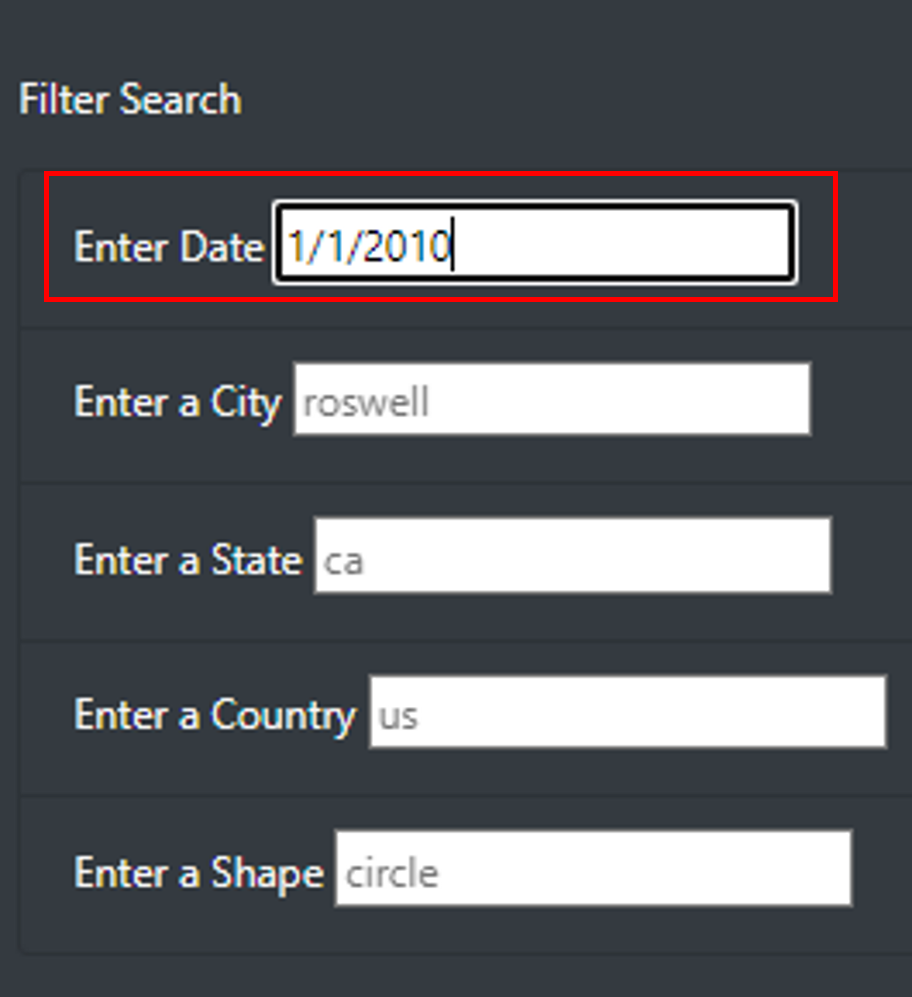 Filter Search
Enter Date 1/1/2010
Enter a City roswell
Enter a State ca
Enter a Country us
Enter a Shape circle